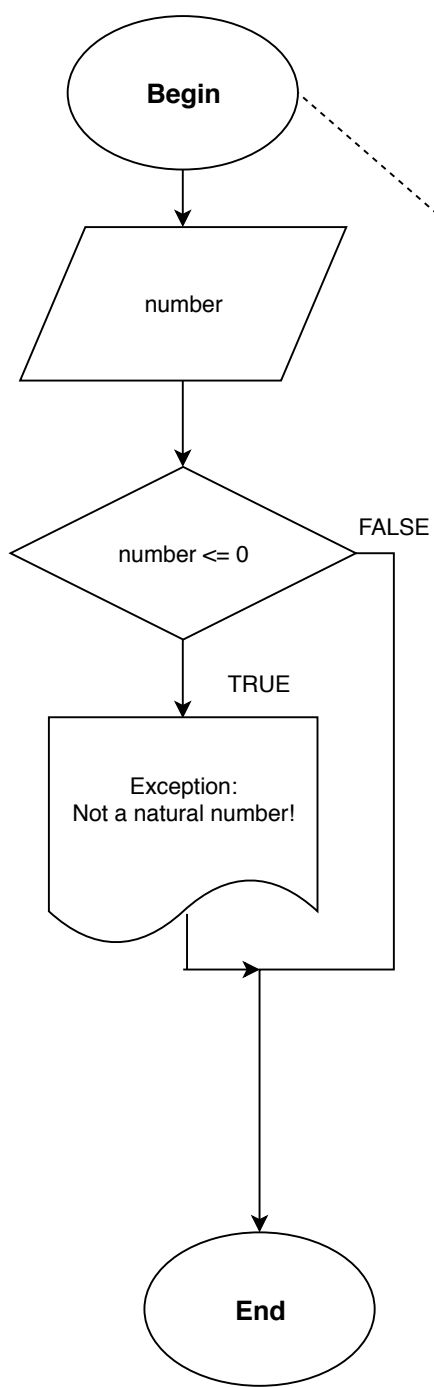 Begin
number
number <= 0
FALSE
TRUE
Exception:
Not a natural number!
End